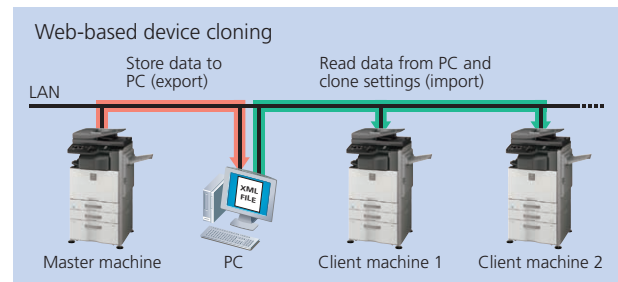 Web-based device cloning
Store data to
PC (export)
Read data from PC and
clone settings (import)
LAN
XML
FILE
Master machine
PC
Client machine 1
Client machine 2